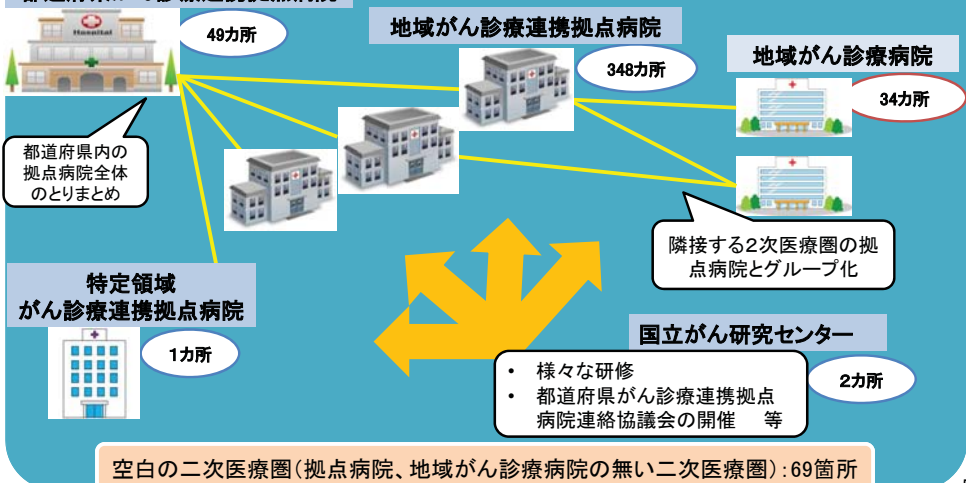 Hospital
49カ所
地域がん診療連携拠点病院
348カ所
地域がん診療病院
34カ所
都道府県内の
拠点病院全体
のとりまとめ
隣接する2次医療圏の拠
点病院とグループ化
特定領域
がん診療連携拠点病院
1カ所
国立がん研究センター
2カ所
• 様々な研修
• 都道府県がん診療連携拠点
病院連絡協議会の開催 等
空白の二次医療圏(拠点病院、地域がん診療病院の無い二次医療圏):69箇所